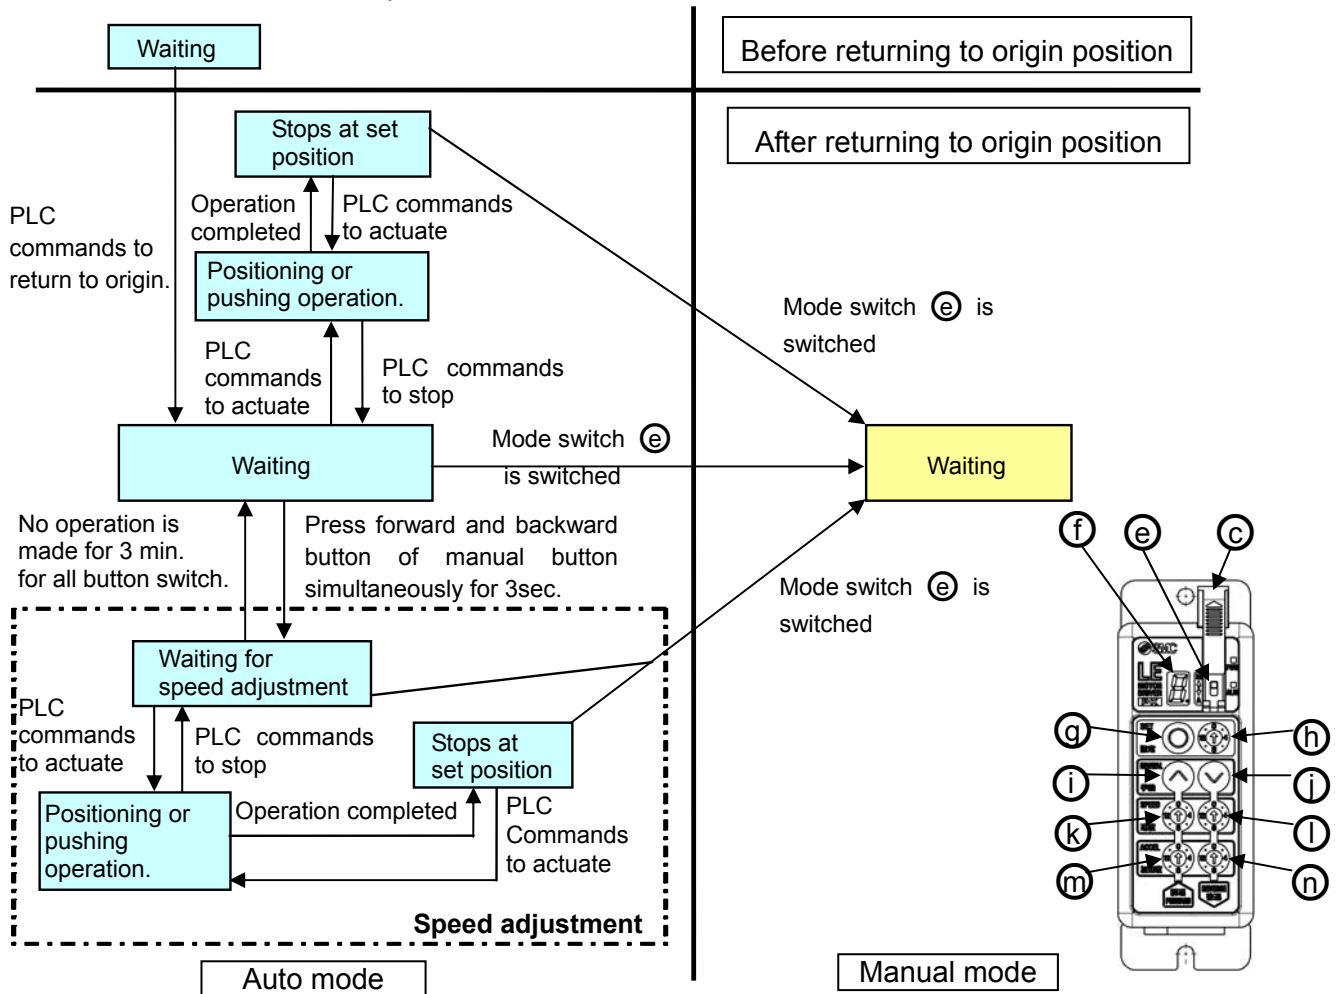 Waiting
Before returning to origin position
After returning to origin position
Stops at set
position
Operation
completed
PLC commands
to actuate
PLC
commands to
return to origin.
Positioning or
pushing operation.
Mode switch ⓔ is
switched
PLC
commands
to actuate
PLC commands
to stop
Waiting
Mode switch ⓔ
is switched
Waiting
No operation is
made for 3 min.
for all button switch.
Press forward and backward
button of manual button
simultaneously for 3sec.
Mode switch ⓔ is
switched
Waiting for
speed adjustment
PLC
commands
to actuate
PLC commands
to stop
Stops at
set position
Positioning or
pushing
operation.
Operation completed
PLC
Commands
to actuate
Speed adjustment
Auto mode
Manual mode
ⓕ ⓔ ⓒ
SMC
LE
ⓖ ⓗ
ⓘ ⓙ
ⓚ ⓛ
ⓜ ⓝ